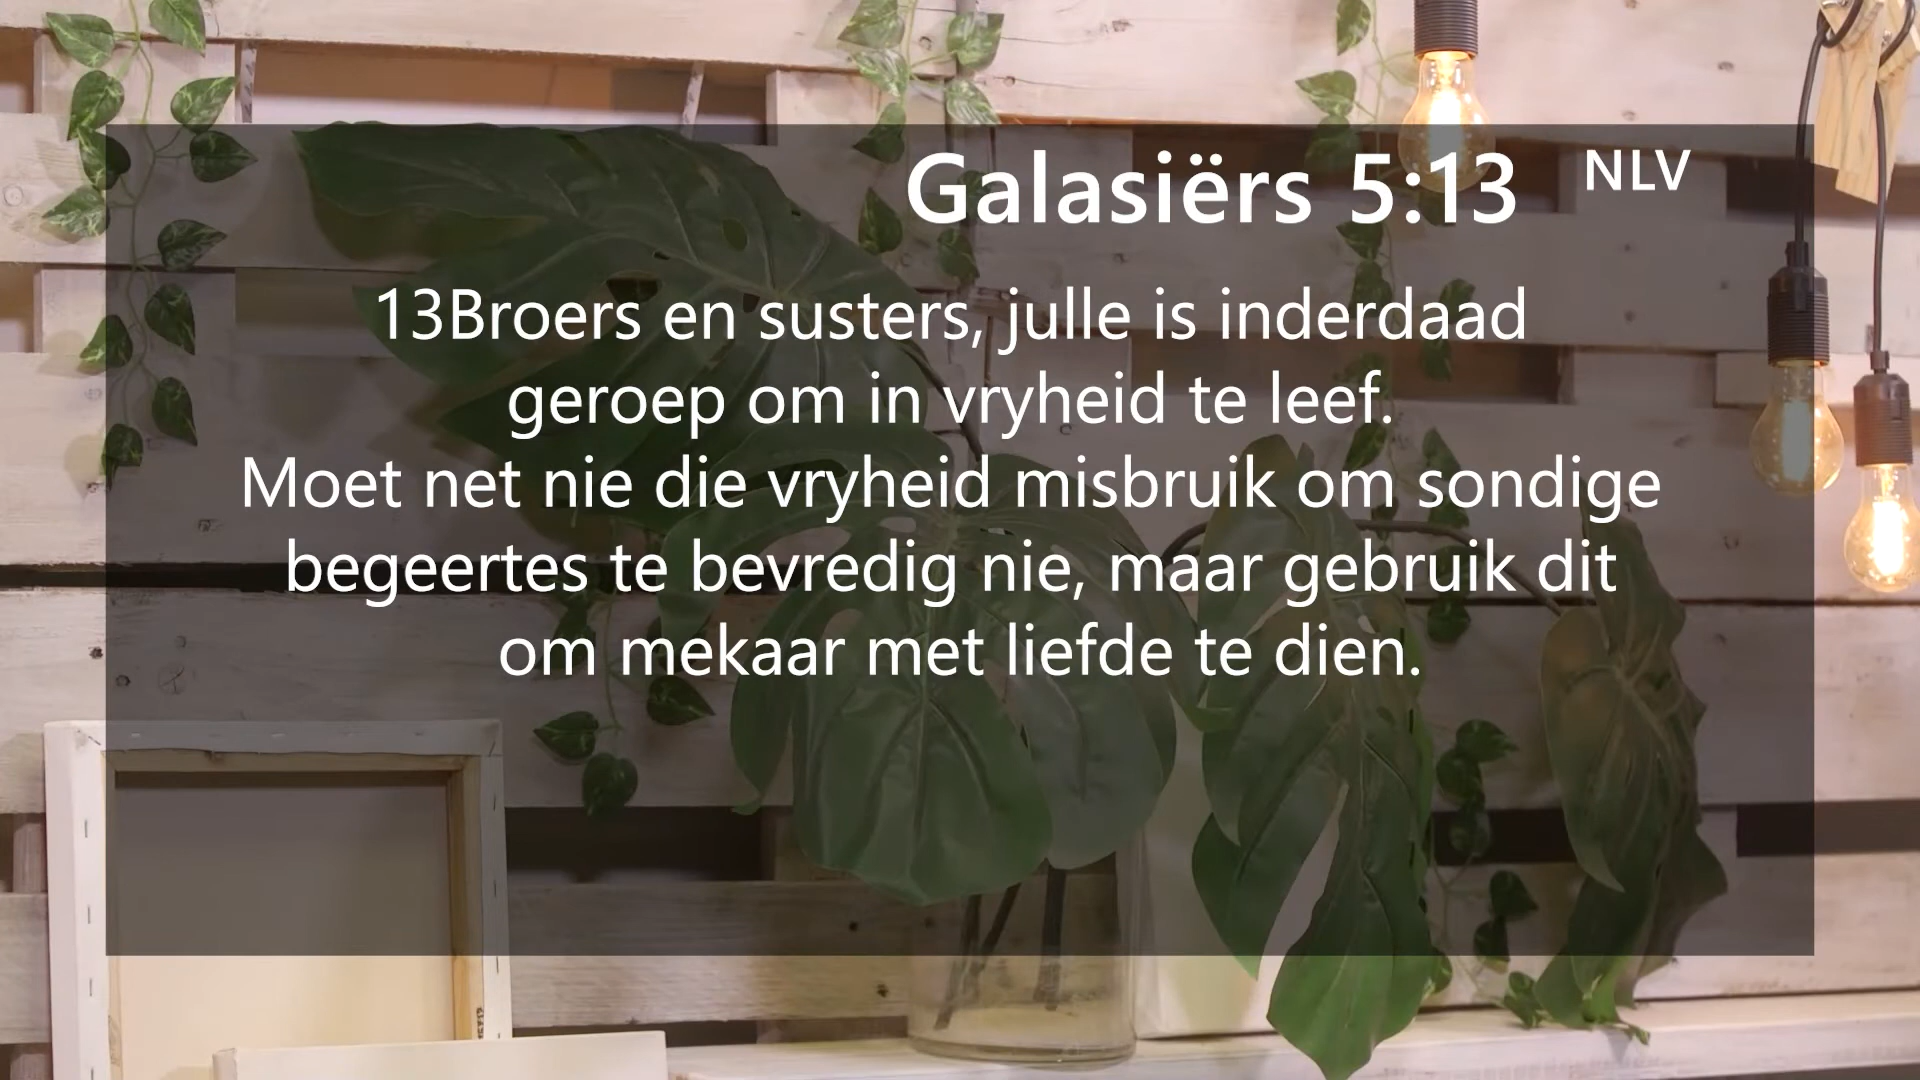 Galasiërs 5:13 NLV
13Broers en susters, julle is inderdaad
geroep om in vryheid te leef.
Moet net nie die vryheid misbruik om sondige
begeertes te bevredig nie, maar gebruik dit
om mekaar met liefde te dien.